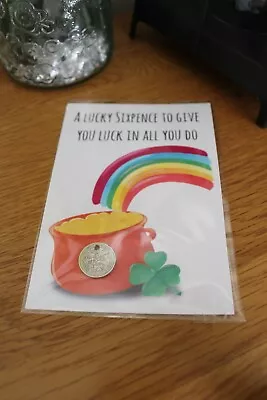 A LUCKY SIXPENCE TO GIVE
YOU LUCK IN ALL YOU DO